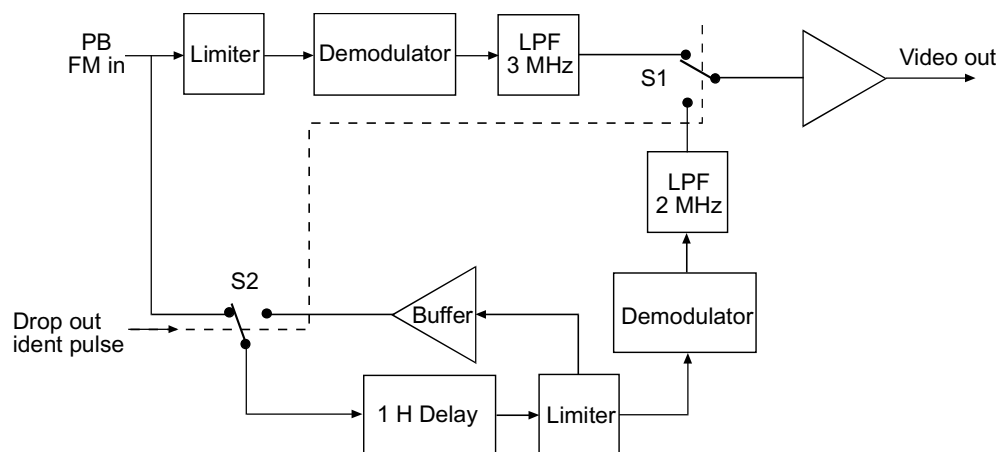 PB
FM in
Limiter
Demodulator
LPF
3 MHz
S1
Video out
LPF
2 MHz
S2
Buffer
Demodulator
Drop out
ident pulse
1 H Delay
Limiter